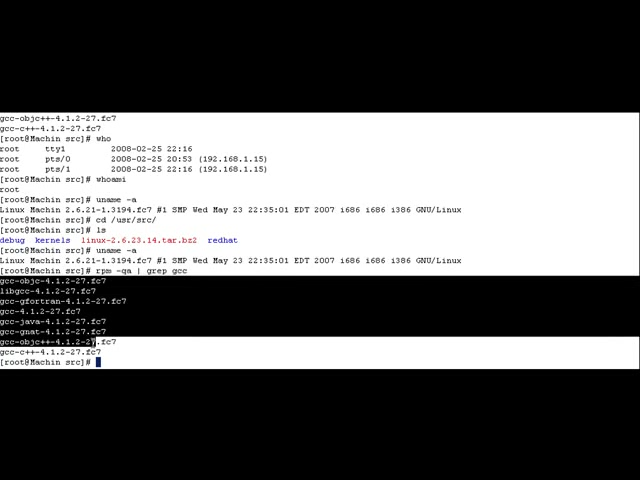 gcc-objc++-4.1.2-27.fc7
gcc-c++-4.1.2-27.fc7
[root@Machin src]# who
root     tty1         2008-02-25 22:16
root     pts/0        2008-02-25 20:53 (192.168.1.15)
root     pts/1        2008-02-25 22:16 (192.168.1.15)
[root@Machin src]# whoami
root
[root@Machin src]# uname -a
Linux Machin 2.6.21-1.3194.fc7 #1 SMP Wed May 23 22:35:01 EDT 2007 i686 i686 i386 GNU/Linux
[root@Machin src]# cd /usr/src/
[root@Machin src]# ls
debug  kernels  linux-2.6.23.14.tar.bz2  redhat
[root@Machin src]# uname -a
Linux Machin 2.6.21-1.3194.fc7 #1 SMP Wed May 23 22:35:01 EDT 2007 i686 i686 i386 GNU/Linux
[root@Machin src]# rpm -qa | grep gcc
gcc-objc-4.1.2-27.fc7
libgcc-4.1.2-27.fc7
gcc-gfortran-4.1.2-27.fc7
gcc-4.1.2-27.fc7
gcc-java-4.1.2-27.fc7
gcc-gnat-4.1.2-27.fc7
gcc-objc++-4.1.2-27.fc7
gcc-c++-4.1.2-27.fc7
[root@Machin src]#